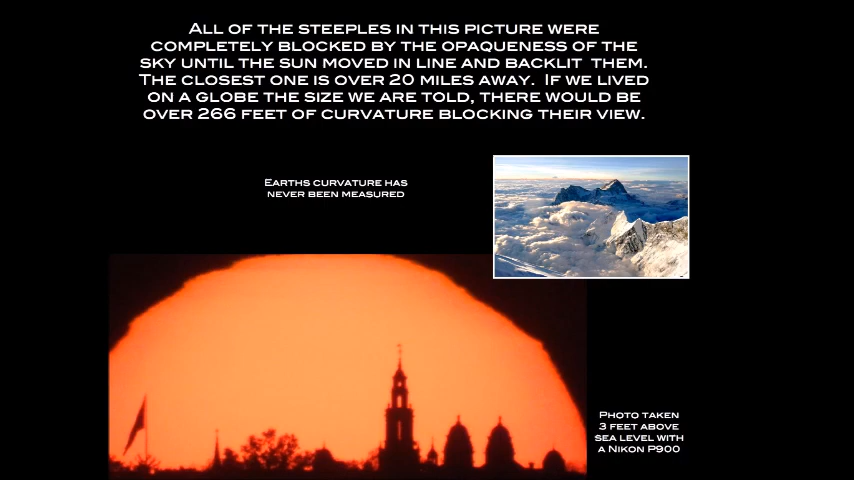 ALL OF THE STEEPLES IN THIS PICTURE WERE
COMPLETELY BLOCKED BY THE OPAQUENESS OF THE
SKY UNTIL THE SUN MOVED IN LINE AND BACKLIT THEM.
THE CLOSEST ONE IS OVER 20 MILES AWAY. IF WE LIVED
ON A GLOBE THE SIZE WE ARE TOLD, THERE WOULD BE
OVER 266 FEET OF CURVATURE BLOCKING THEIR VIEW.
EARTHS CURVATURE HAS
NEVER BEEN MEASURED
PHOTO TAKEN
3 FEET ABOVE
SEA LEVEL WITH
A NIKON P900